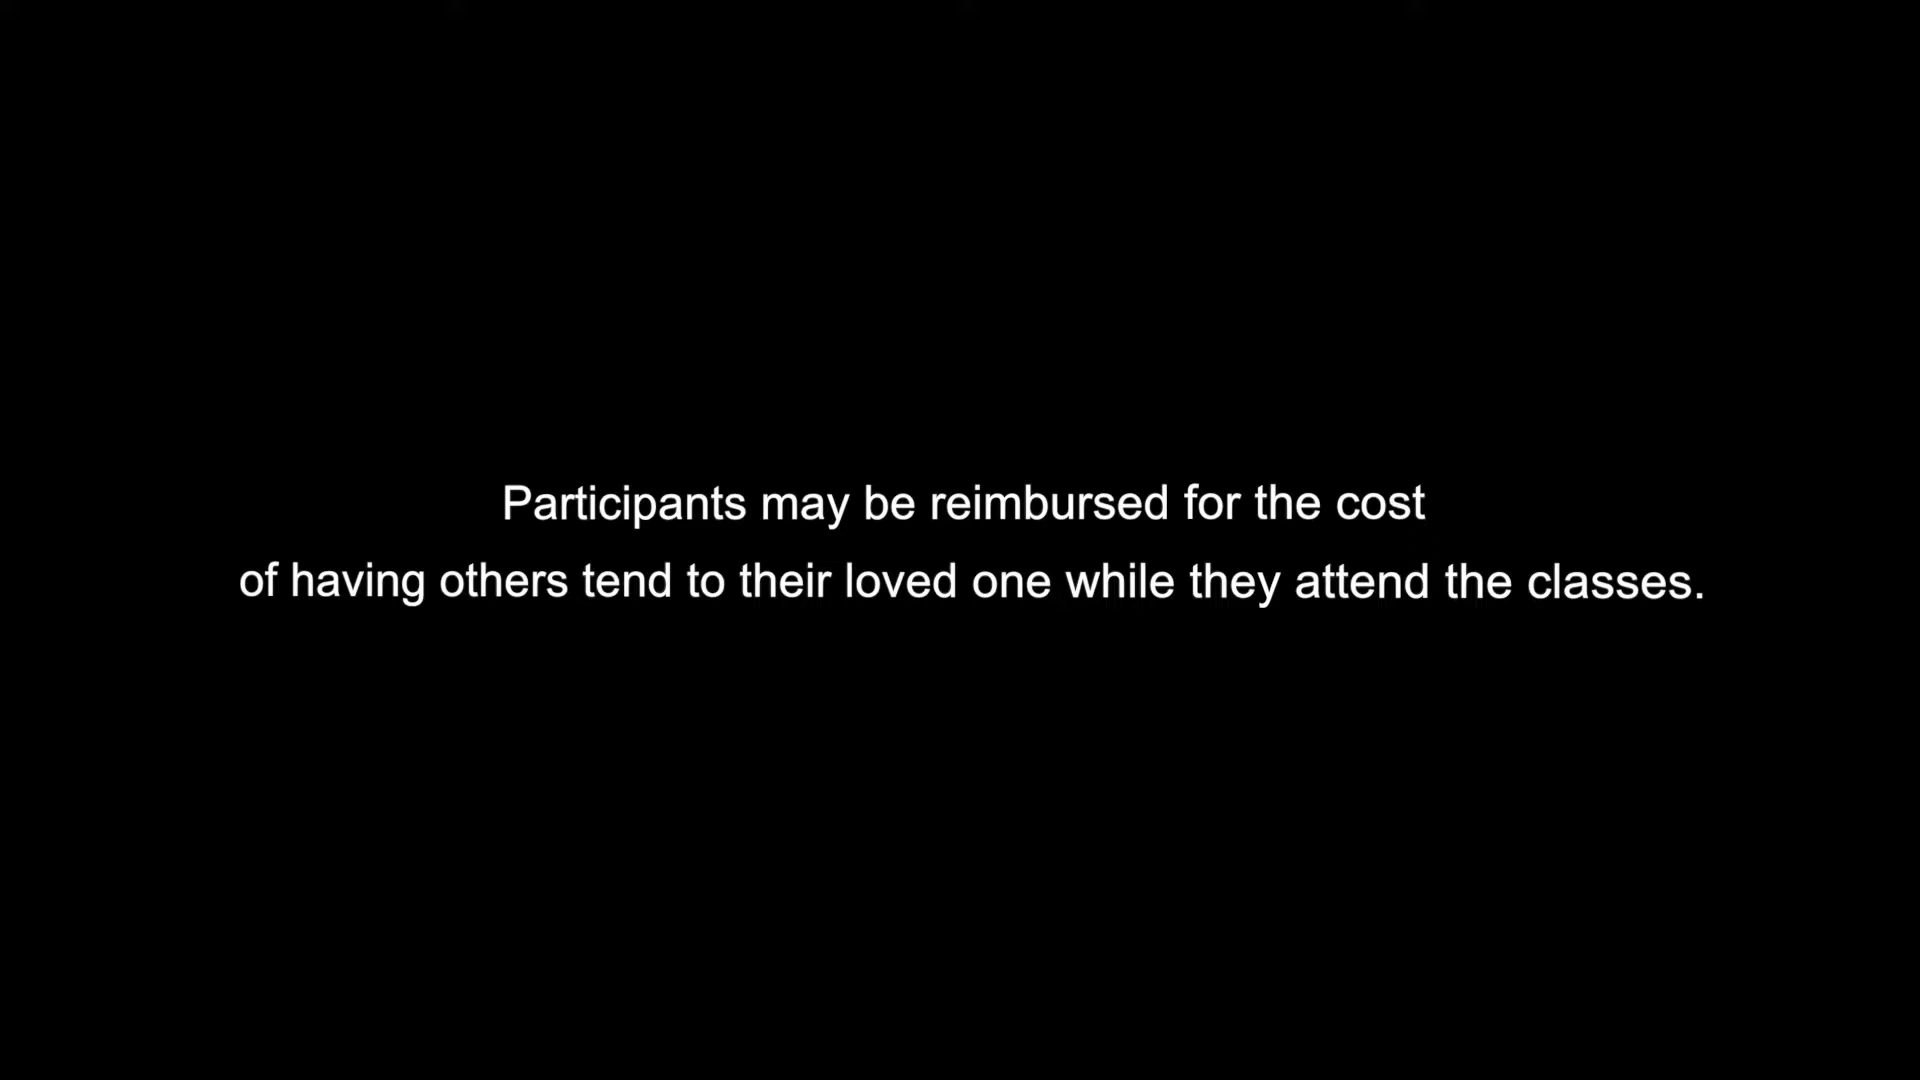 Participants may be reimbursed for the cost
of having others tend to their loved one while they attend the classes.